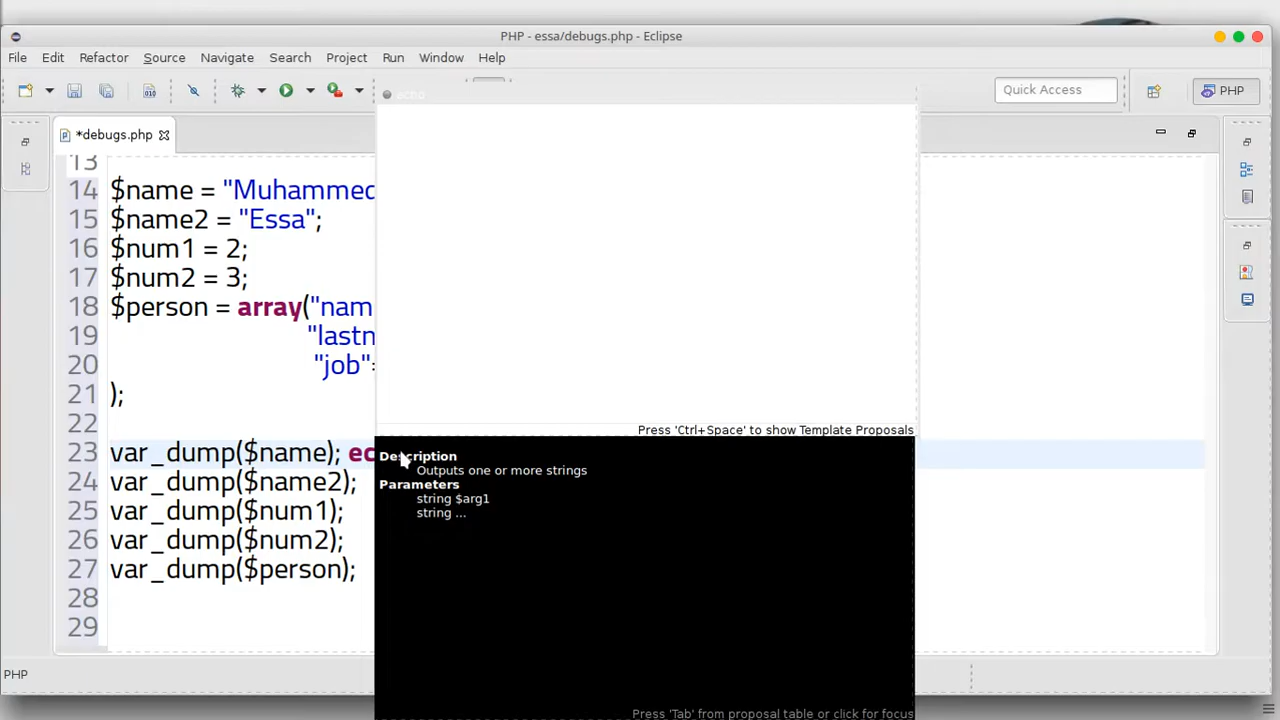 PHP - essa/debugs.php - Eclipse
File Edit Refactor Source Navigate Search Project Run Window Help
Quick Access
PHP
*debugs.php
echo
13
14 $name = "Muhammed
15 $name2 = "Essa";
16 $num1 = 2;
17 $num2 = 3;
18 $person = array("nam
19 "lastn
20 "job"=
21 );
22
23 var_dump($name); ec
24 var_dump($name2);
25 var_dump($num1);
26 var_dump($num2);
27 var_dump($person);
28
29
Press 'Ctrl+Space' to show Template Proposals
Description
Outputs one or more strings
Parameters
string $arg1
string ...
Press 'Tab' from proposal table or click for focus
PHP